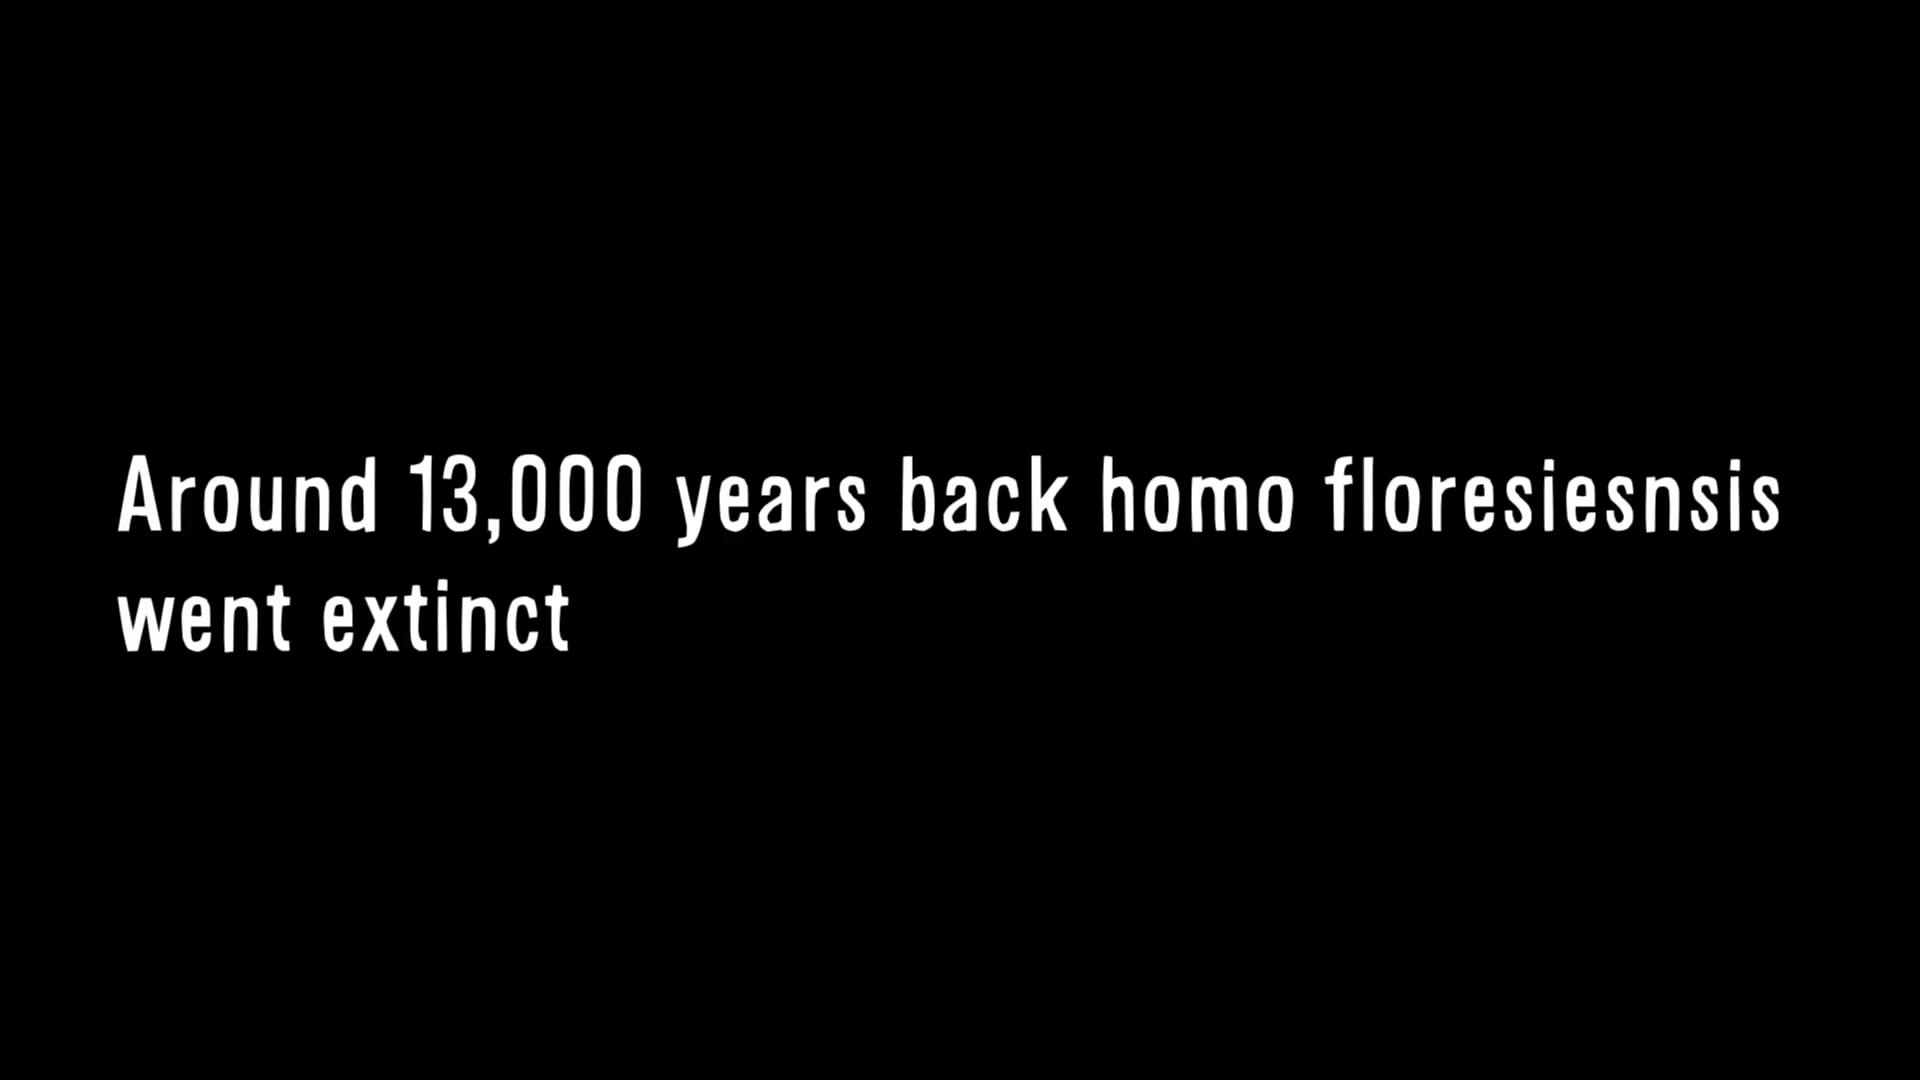 Around 13,000 years back homo floresiesnsis
went extinct